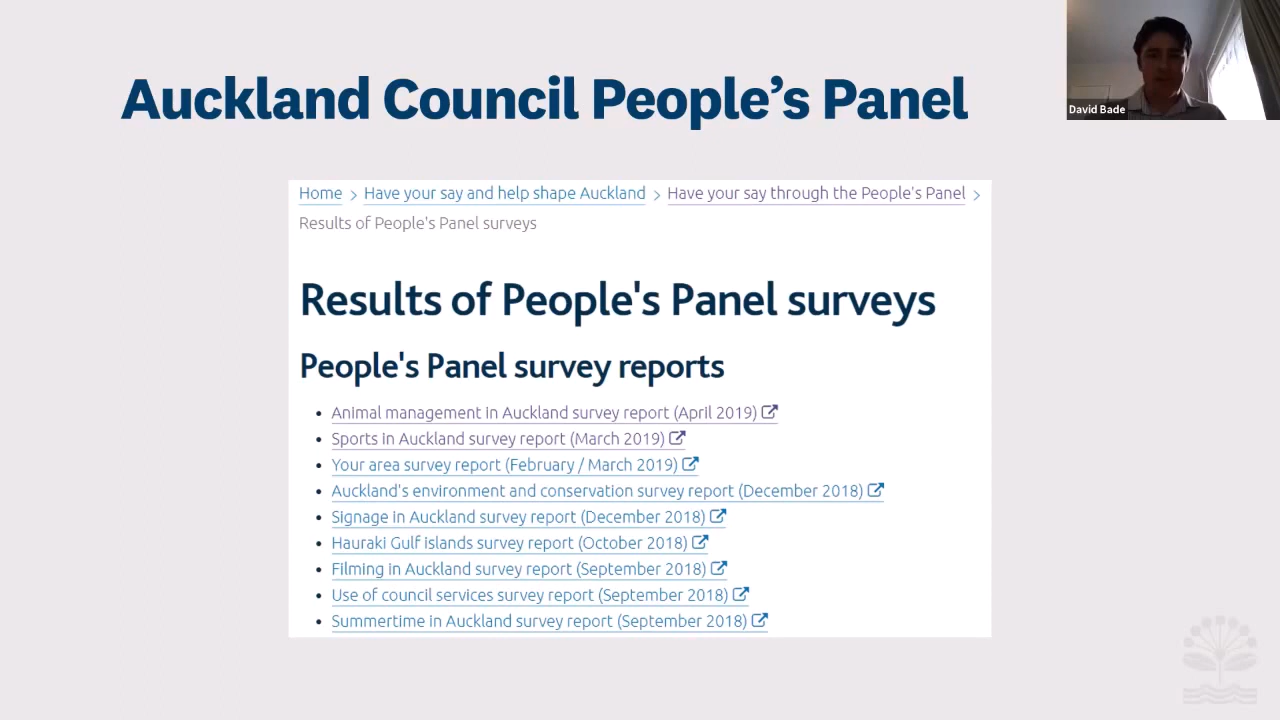 Auckland Council People’s Panel
David Bade
Home > Have your say and help shape Auckland > Have your say through the People's Panel >
Results of People's Panel surveys
Results of People's Panel surveys
People's Panel survey reports
• Animal management in Auckland survey report (April 2019)
• Sports in Auckland survey report (March 2019)
• Your area survey report (February / March 2019)
• Auckland's environment and conservation survey report (December 2018)
• Signage in Auckland survey report (December 2018)
• Hauraki Gulf islands survey report (October 2018)
• Filming in Auckland survey report (September 2018)
• Use of council services survey report (September 2018)
• Summertime in Auckland survey report (September 2018)